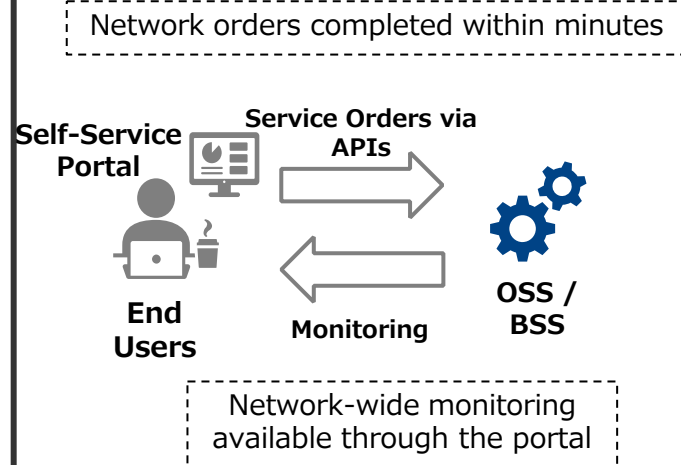 Network orders completed within minutes
Self-Service
Portal
Service Orders via
APIs
End
Users
Monitoring
OSS /
BSS
Network-wide monitoring
available through the portal